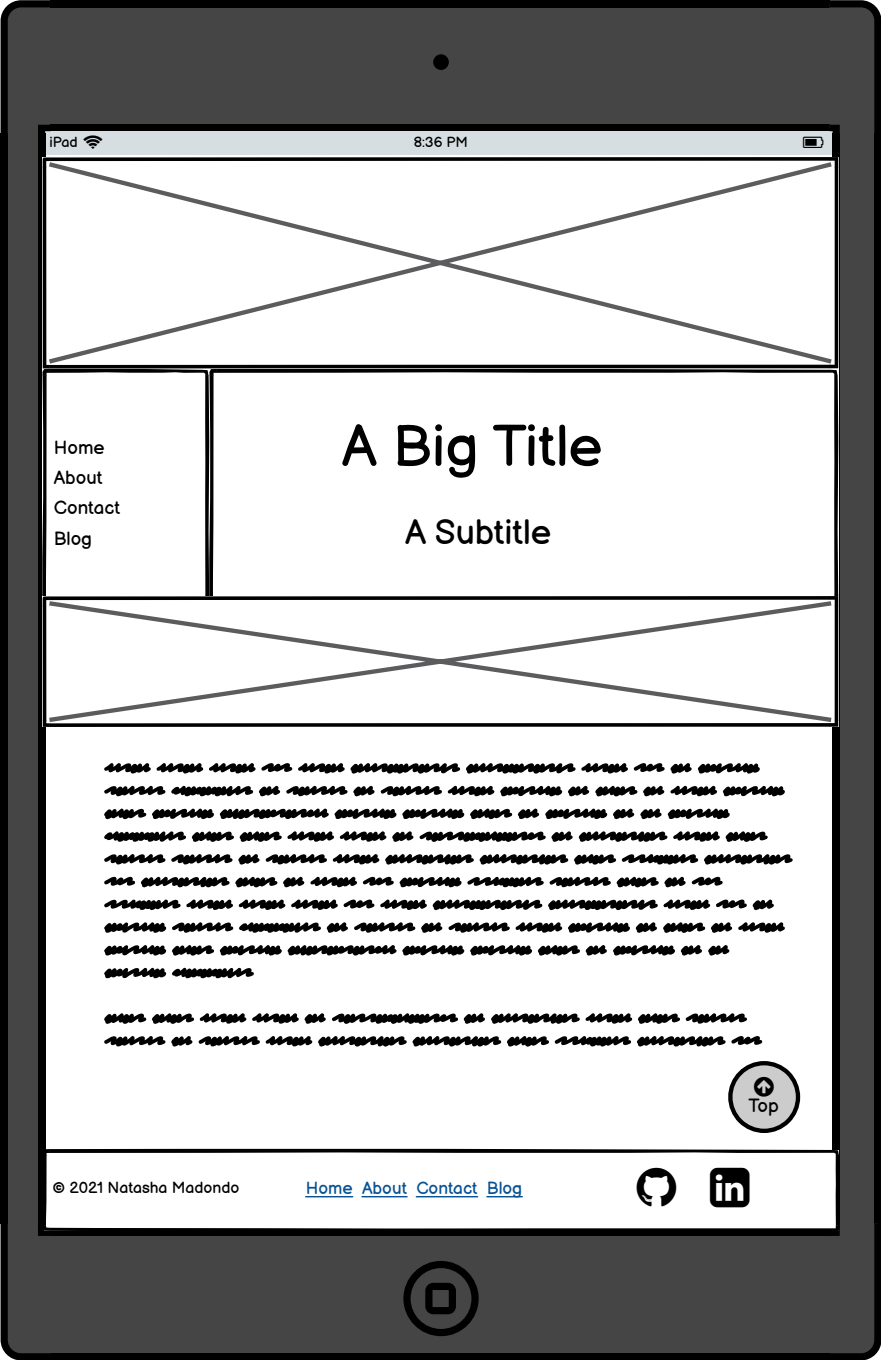 iPad 8:36 PM
A Big Title
Home
About
Contact
A Subtitle
Blog
Top
© 2021 Natasha Madondo Home About Contact Blog in